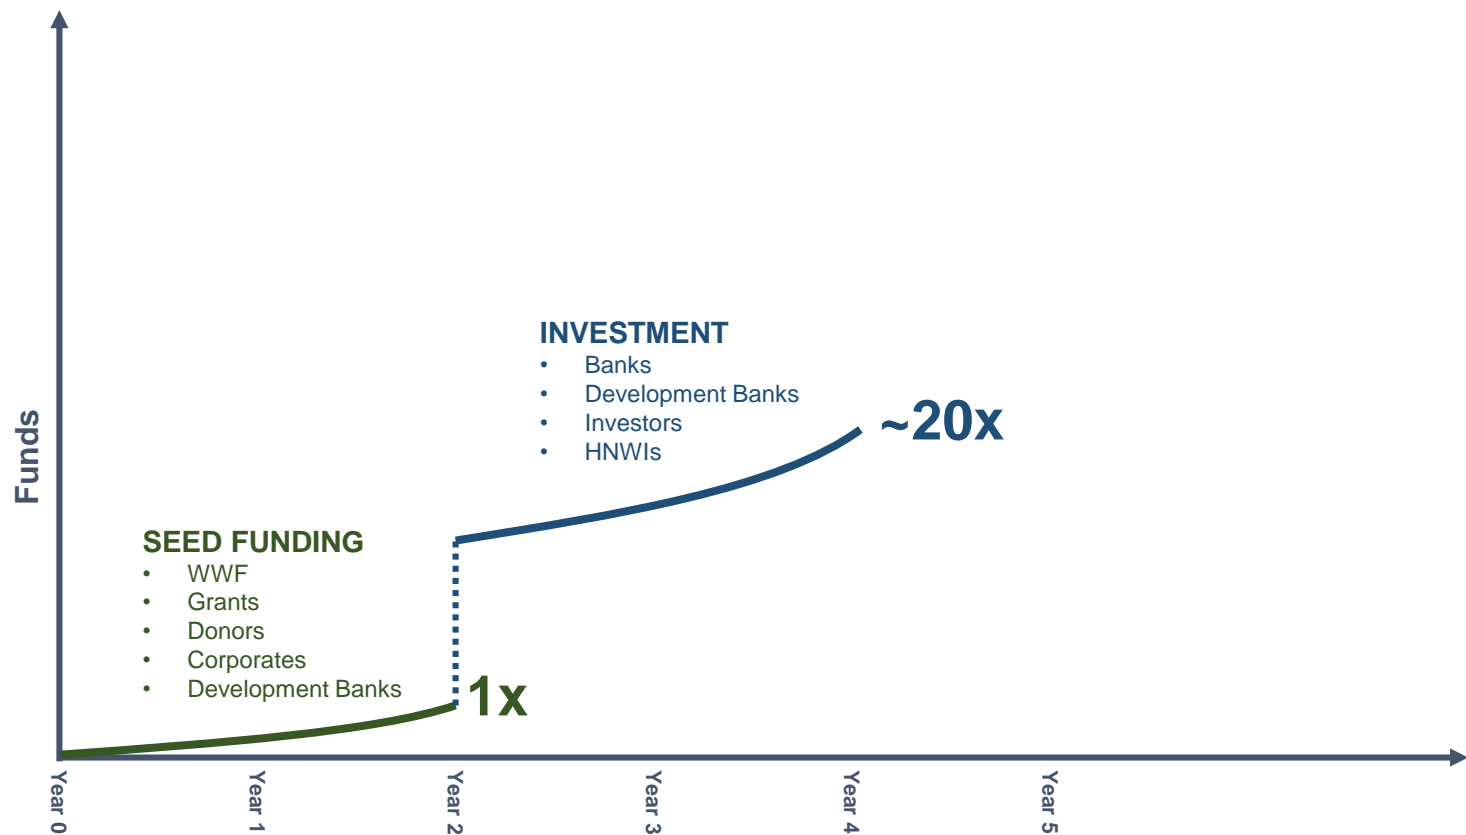 INVESTMENT
• Banks
• Development Banks
• Investors
• HNWIs
~20x
Funds
SEED FUNDING
• WWF
• Grants
• Donors
• Corporates
• Development Banks
1x
Year 0
Year 1
Year 2
Year 3
Year 4
Year 5